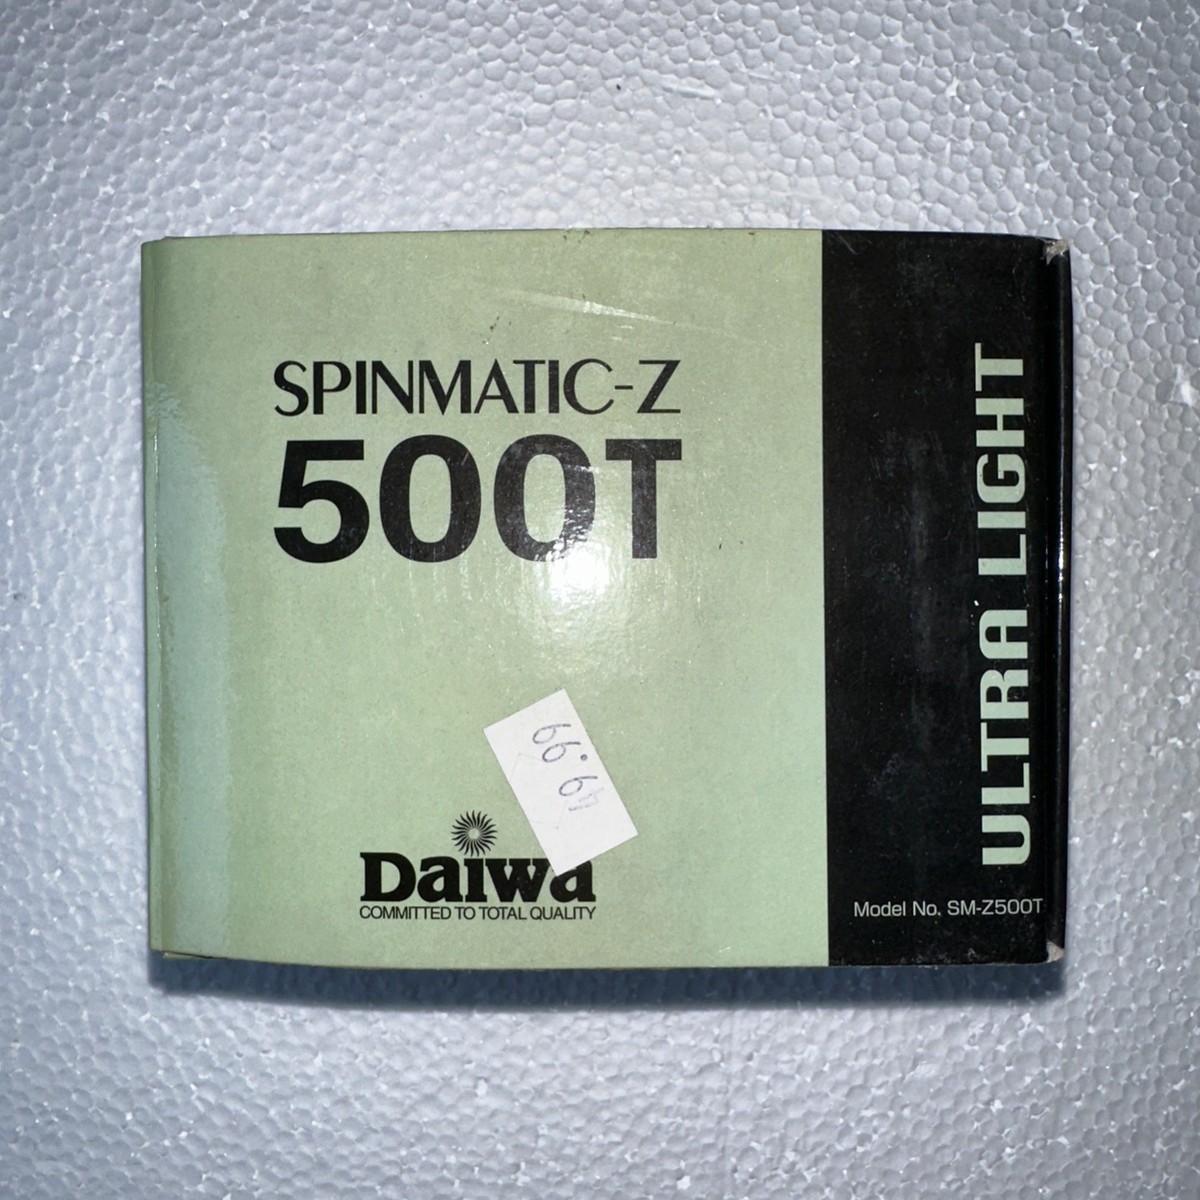 SPINMATIC-Z
500T
49.99
Daiwa
COMMITTED TO TOTAL QUALITY
ULTRA LIGHT
Model No. SM-Z500T